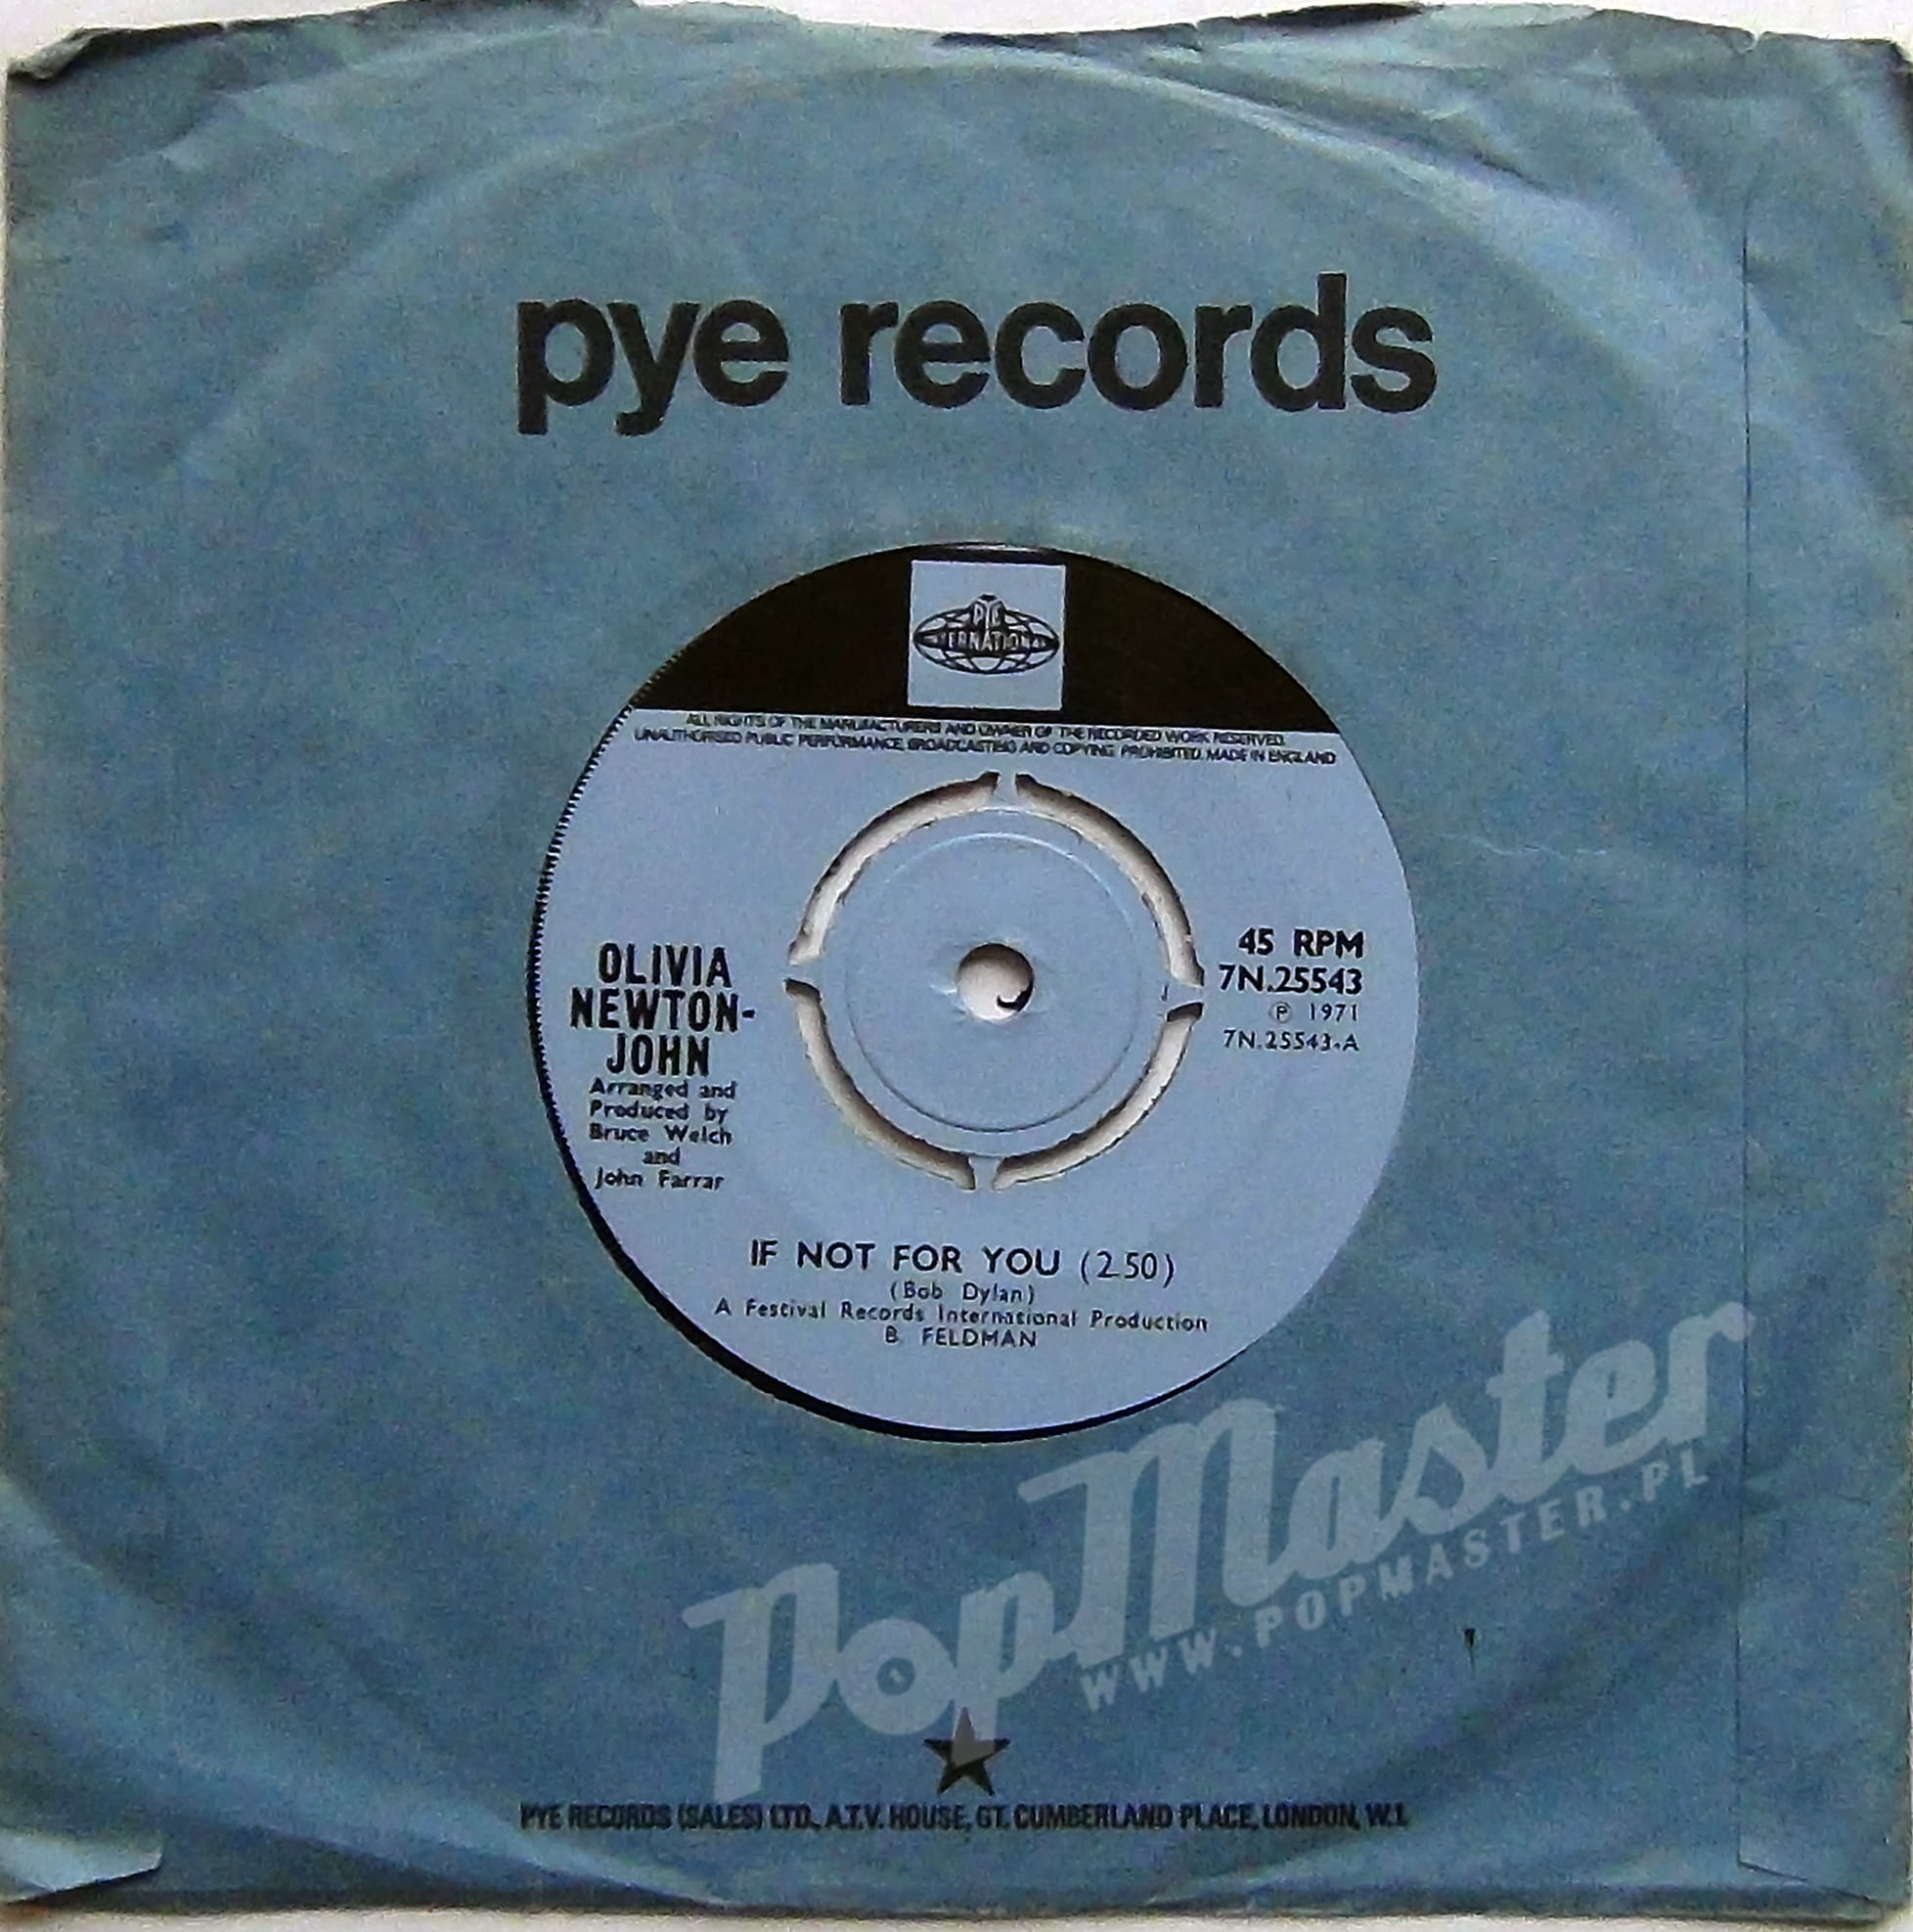 pye records
PYE
INTERNATIONAL
ALL RIGHTS OF THE MANUFACTURERS AND OWNER OF THE RECORDED WORK RESERVED.
UNAUTHORISED PUBLIC PERFORMANCE, BROADCASTING AND COPYING PROHIBITED. MADE IN ENGLAND
OLIVIA
NEWTON-
JOHN
Arranged and
Produced by
Bruce Welch
and
John Farrar
45 RPM
7N.25543
℗ 1971
7N.25543-A
IF NOT FOR YOU (2.50)
(Bob Dylan)
A Festival Records International Production
B. FELDMAN
PopMaster
WWW.POPMASTER.PL
PYE RECORDS (SALES) LTD., A.T.V. HOUSE, GT. CUMBERLAND PLACE, LONDON, W.1.